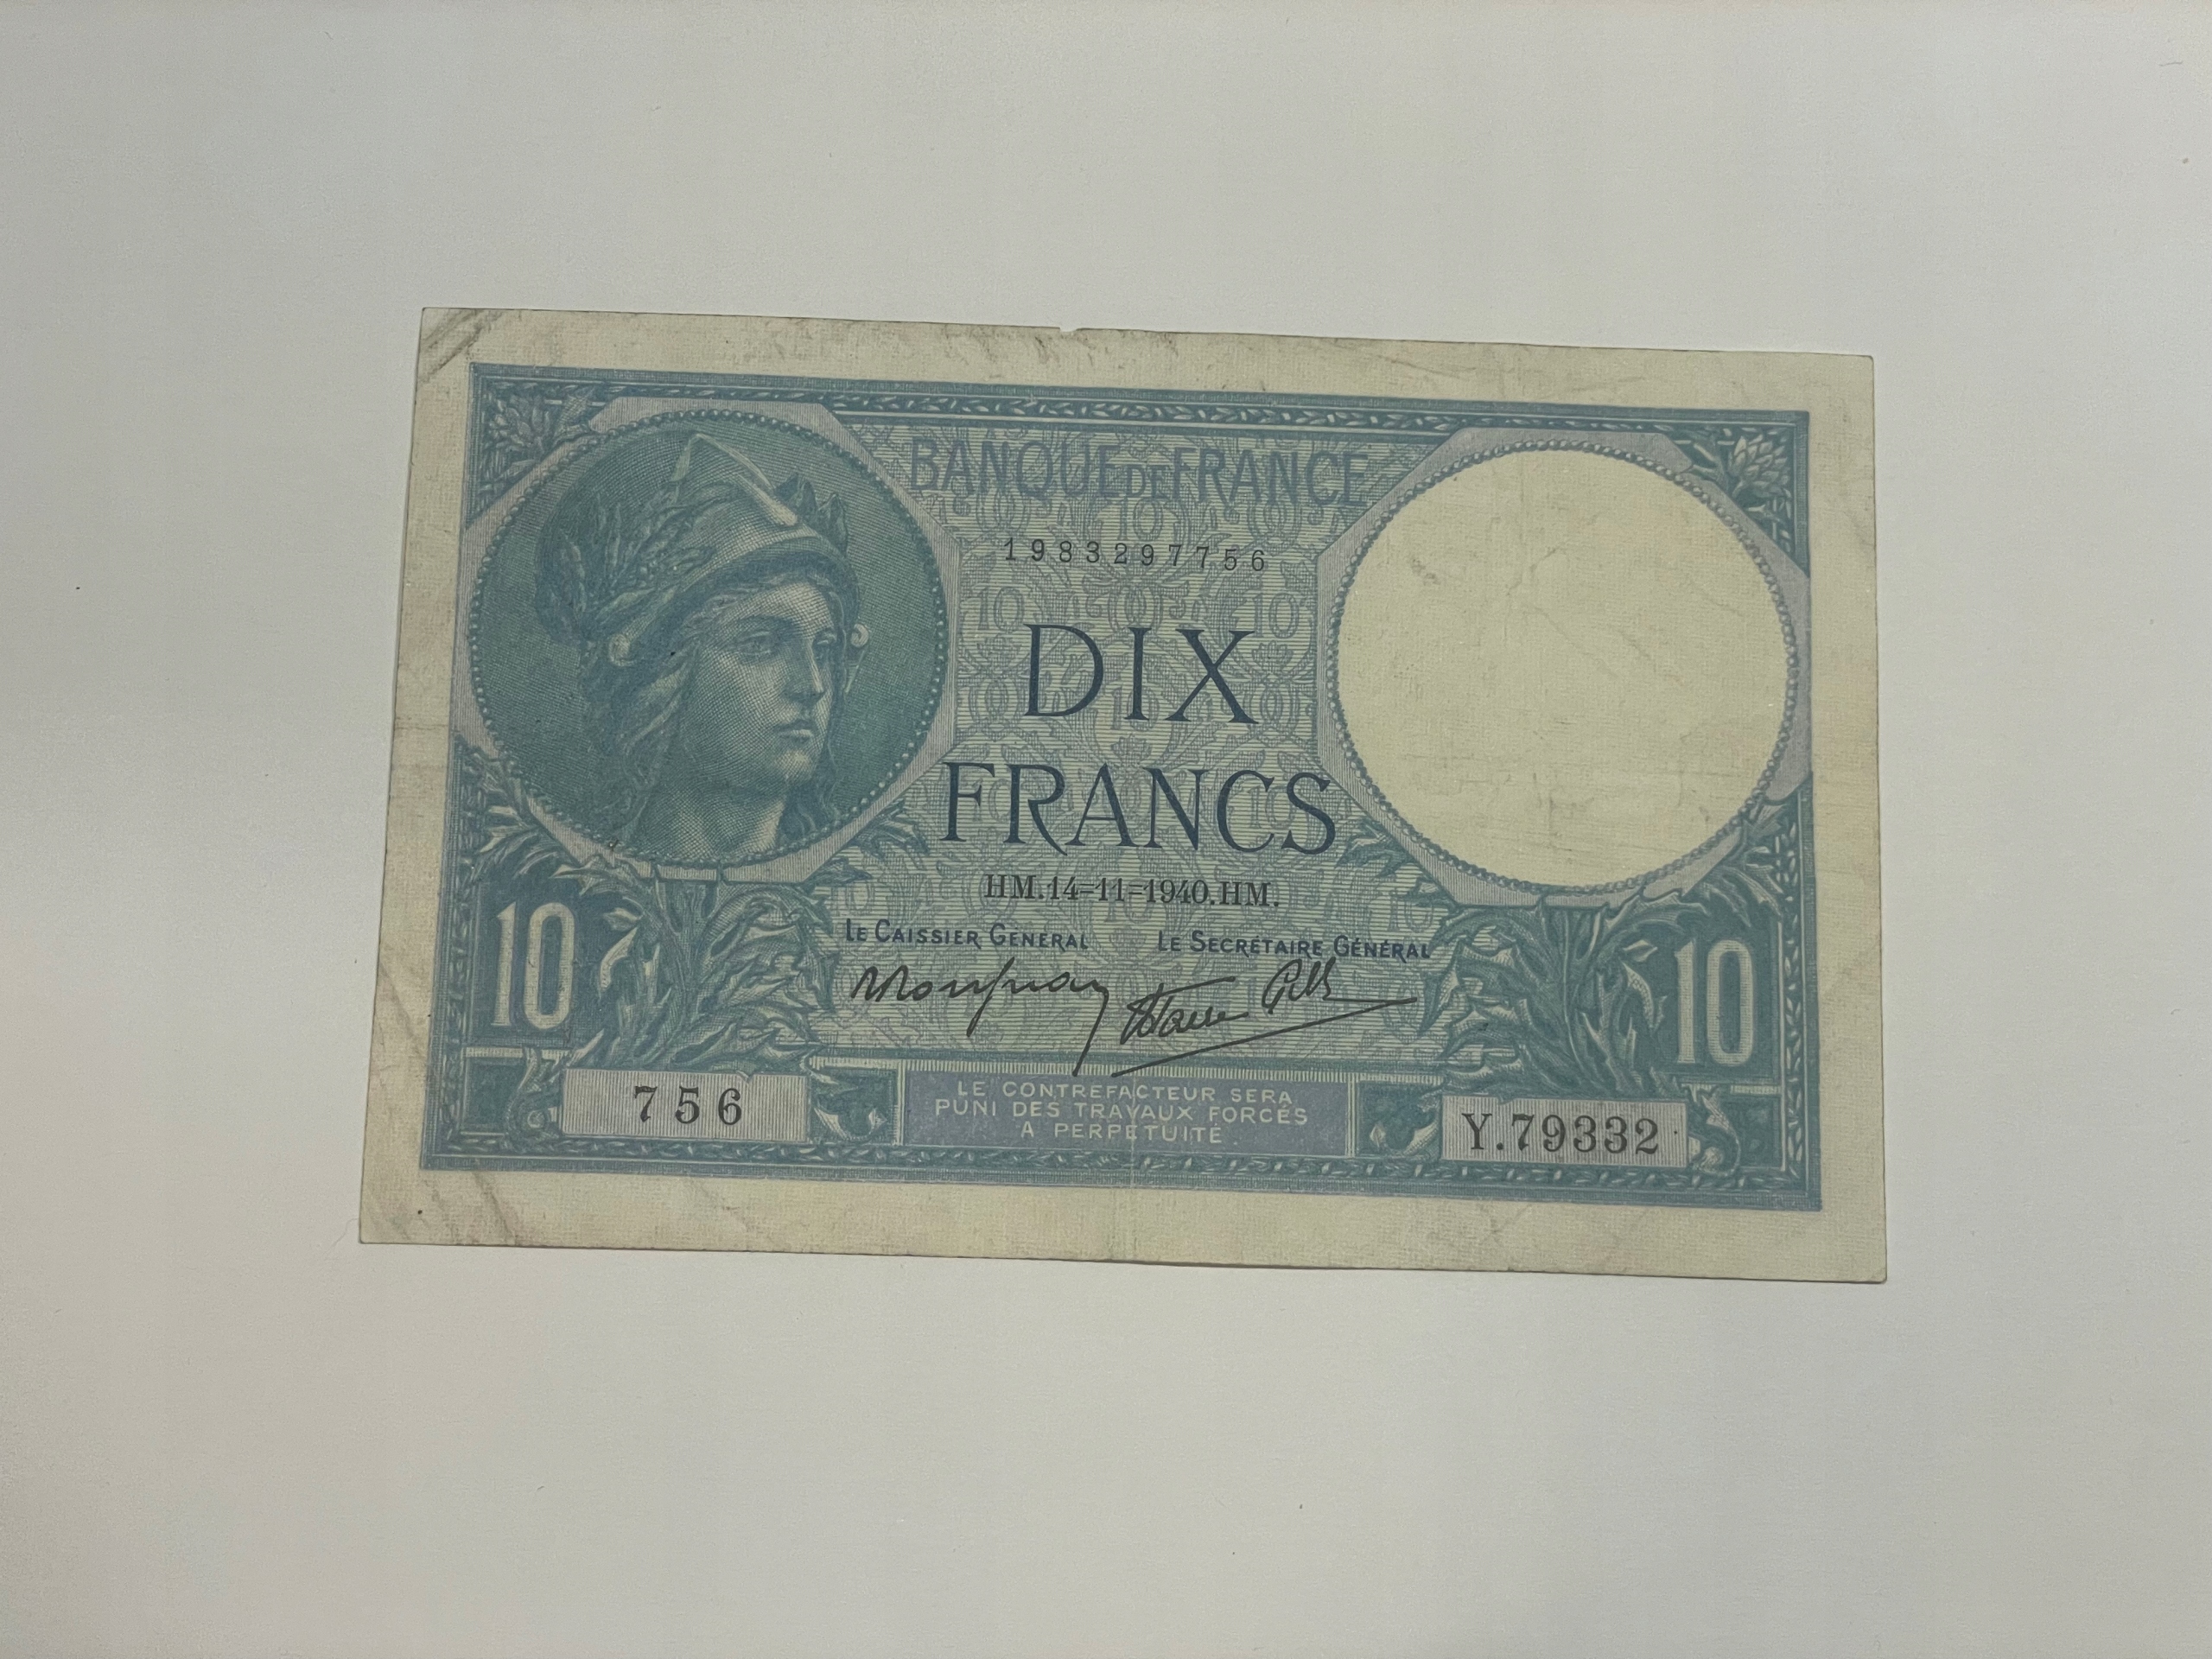 BANQUE DE FRANCE
1983297756
DIX
FRANCS
HM.14=11=1940.HM.
LE CAISSIER GÉNÉRAL LE SECRÉTAIRE GÉNÉRAL
10 10
756 LE CONTREFACTEUR SERA Y.79332
PUNI DES TRAVAUX FORCÉS
A PERPÉTUITÉ.